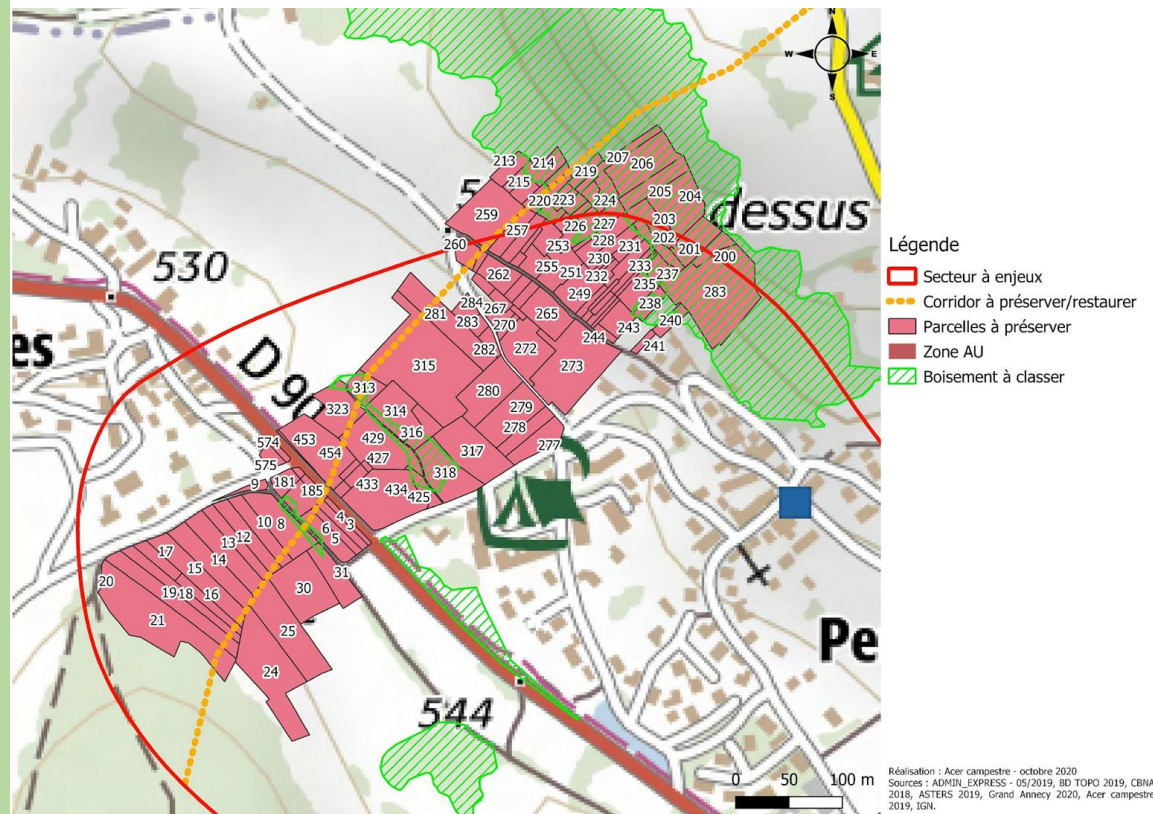 N
W E
S
213 214 219 207 206
215 220 223 224 205 204
259 257 226 227 203
260 253 228 231 202 201 200
dessus
530
262 255 251 230 232 233 237
249 235 283
284 267 265 238
281 283 270 243 240
282 272 244 241
315 280 273
es
D 90
313 279
323 314 278
453 429 316 277
574 454 427 317
575 318
9 181 185 433 434 425
10 8 6 4 3
13 12 5
17 14 31
15
20 19 18 16 30
21 25
24
Pe
544
0 50 100 m
Légende
Secteur à enjeux
Corridor à préserver/restaurer
Parcelles à préserver
Zone AU
Boisement à classer
Réalisation : Acer campestre - octobre 2020
Sources : ADMIN_EXPRESS - 05/2019, BD TOPO 2019, CBNA
2018, ASTERS 2019, Grand Annecy 2020, Acer campestre
2019, IGN.